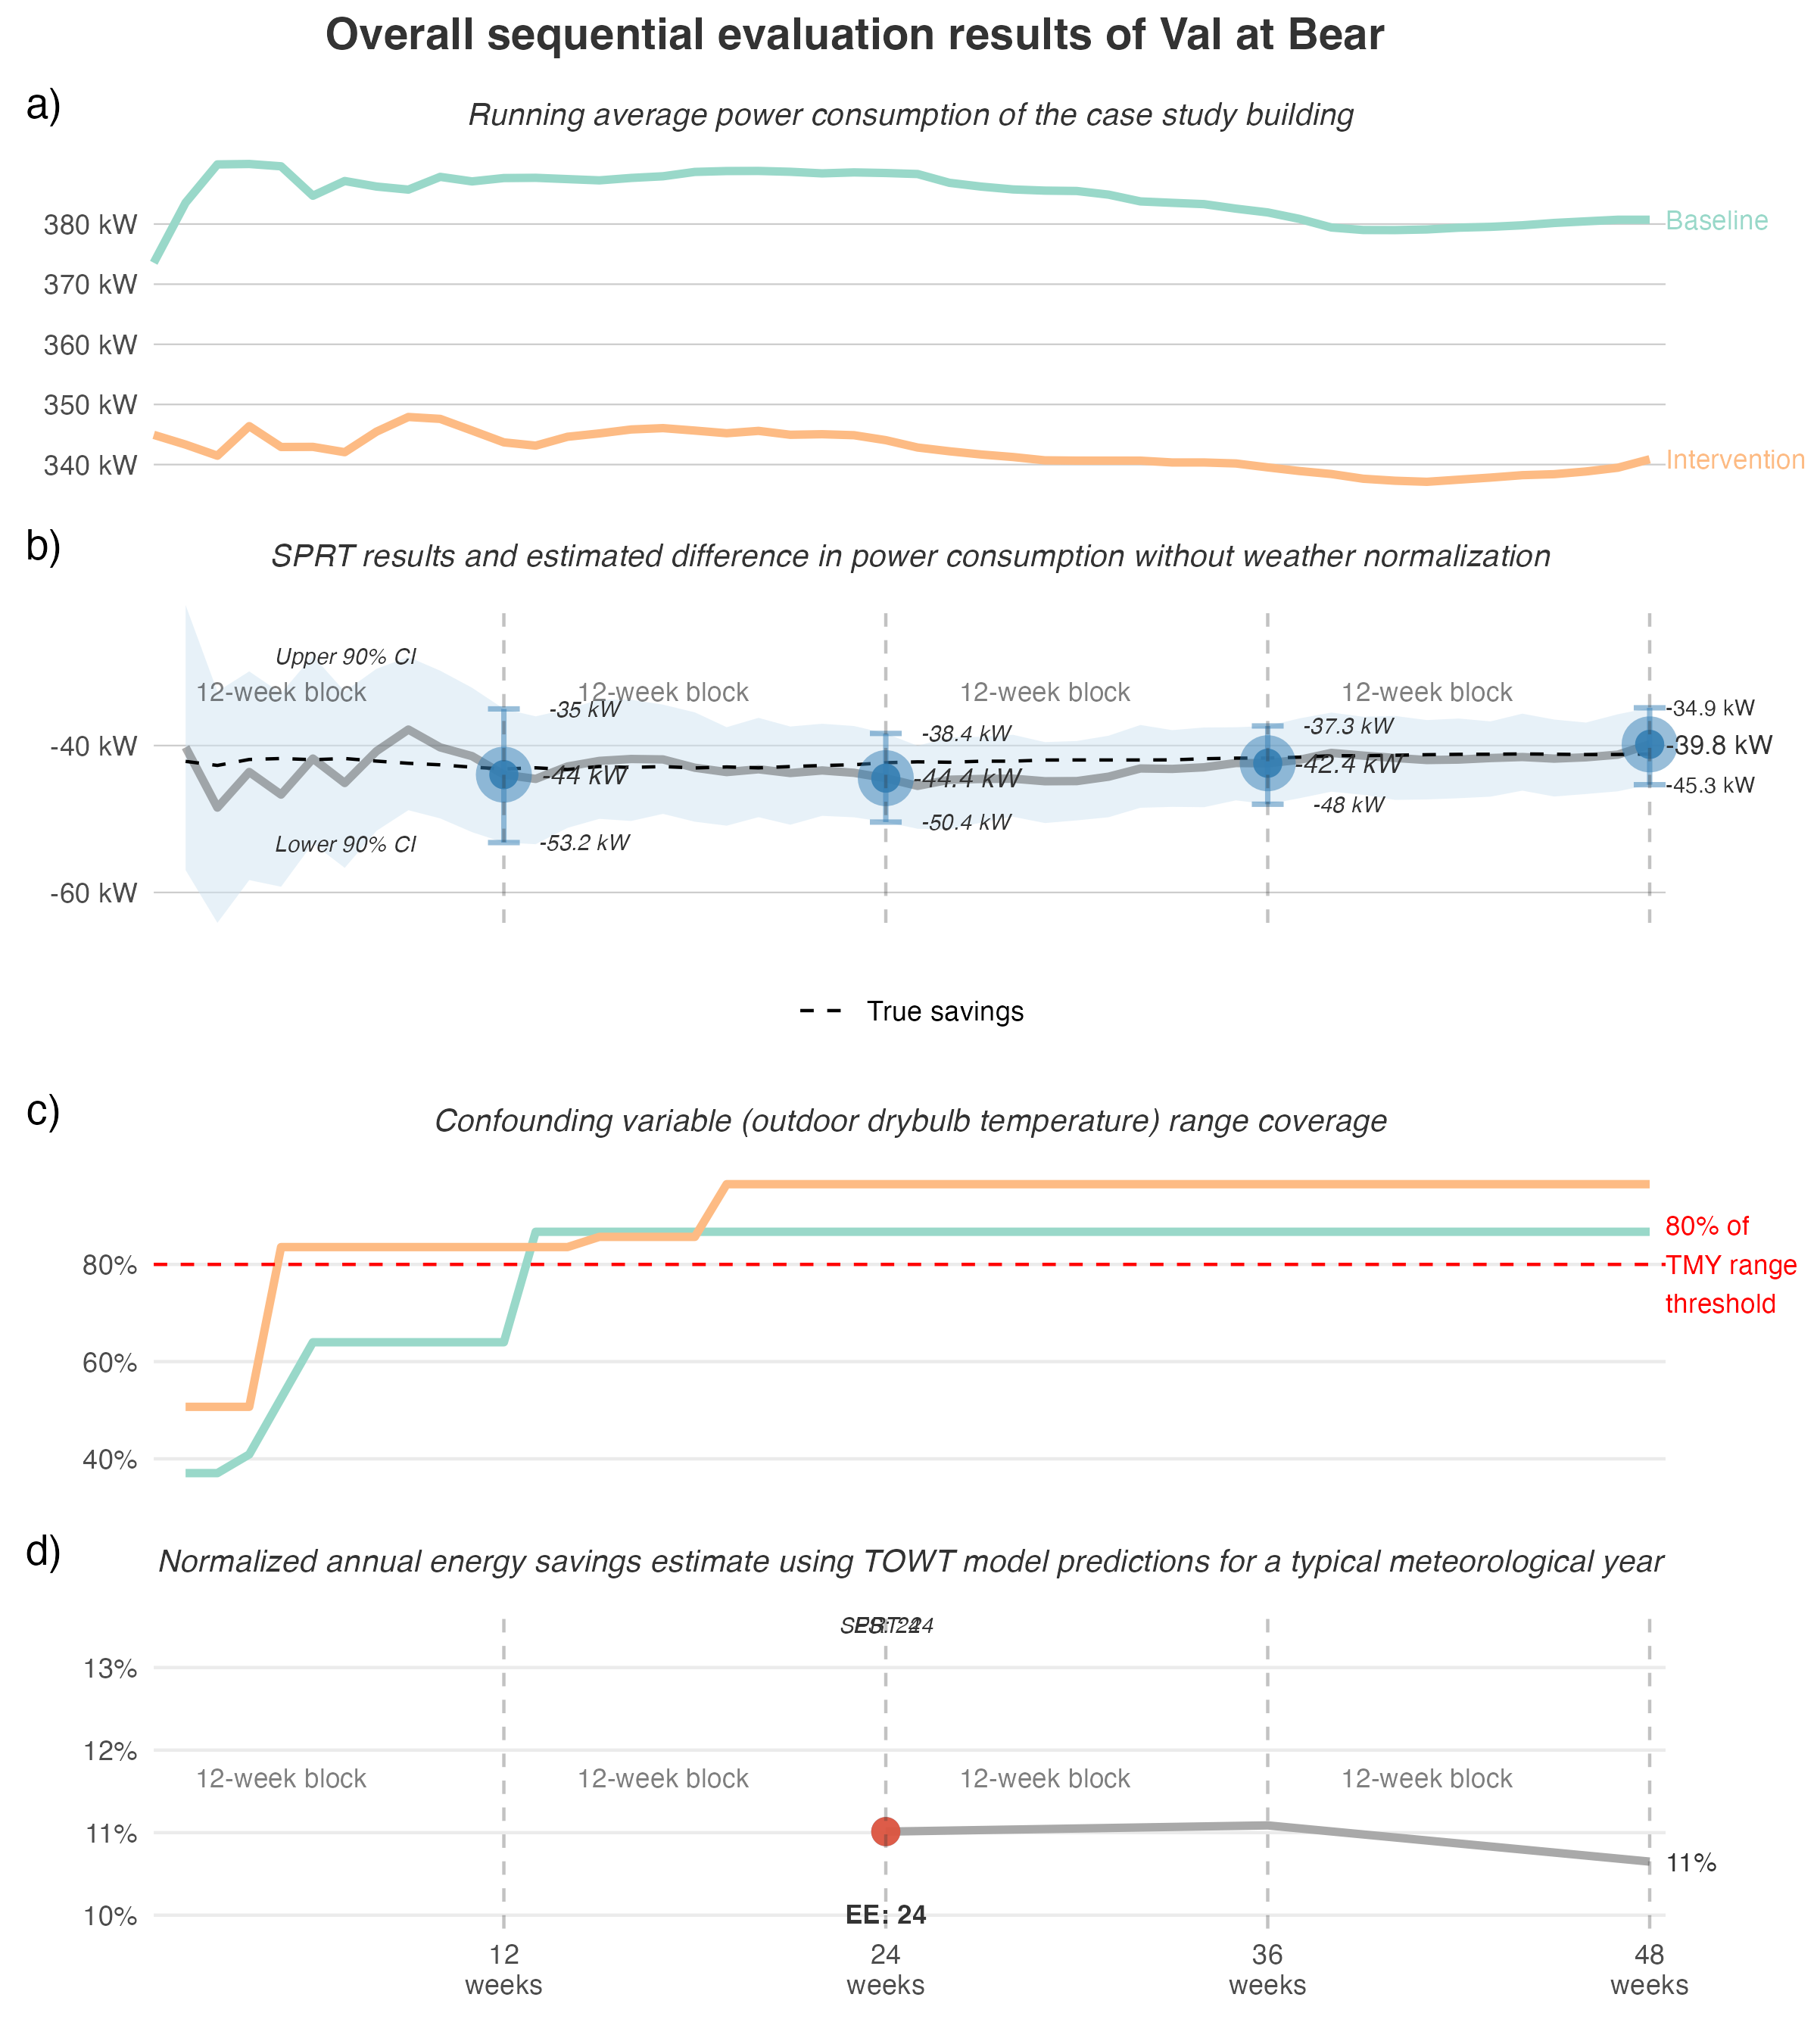 Overall sequential evaluation results of Val at Bear
a)
Running average power consumption of the case study building
380 kW
370 kW
360 kW
350 kW
340 kW
Baseline
Intervention
b)
SPRT results and estimated difference in power consumption without weather normalization
Upper 90% CI
12-week block
12-week block
12-week block
12-week block
-35 kW
-38.4 kW
-37.3 kW
-34.9 kW
-40 kW
-44 kW
-44.4 kW
-42.4 kW
-39.8 kW
-45.3 kW
-48 kW
-50.4 kW
Lower 90% CI
-53.2 kW
-60 kW
True savings
c)
Confounding variable (outdoor drybulb temperature) range coverage
80%
60%
40%
80% of
TMY range
threshold
d)
Normalized annual energy savings estimate using TOWT model predictions for a typical meteorological year
13%
12%
12-week block
12-week block
12-week block
12-week block
11%
11%
10%
EE: 24
12
weeks
24
weeks
36
weeks
48
weeks